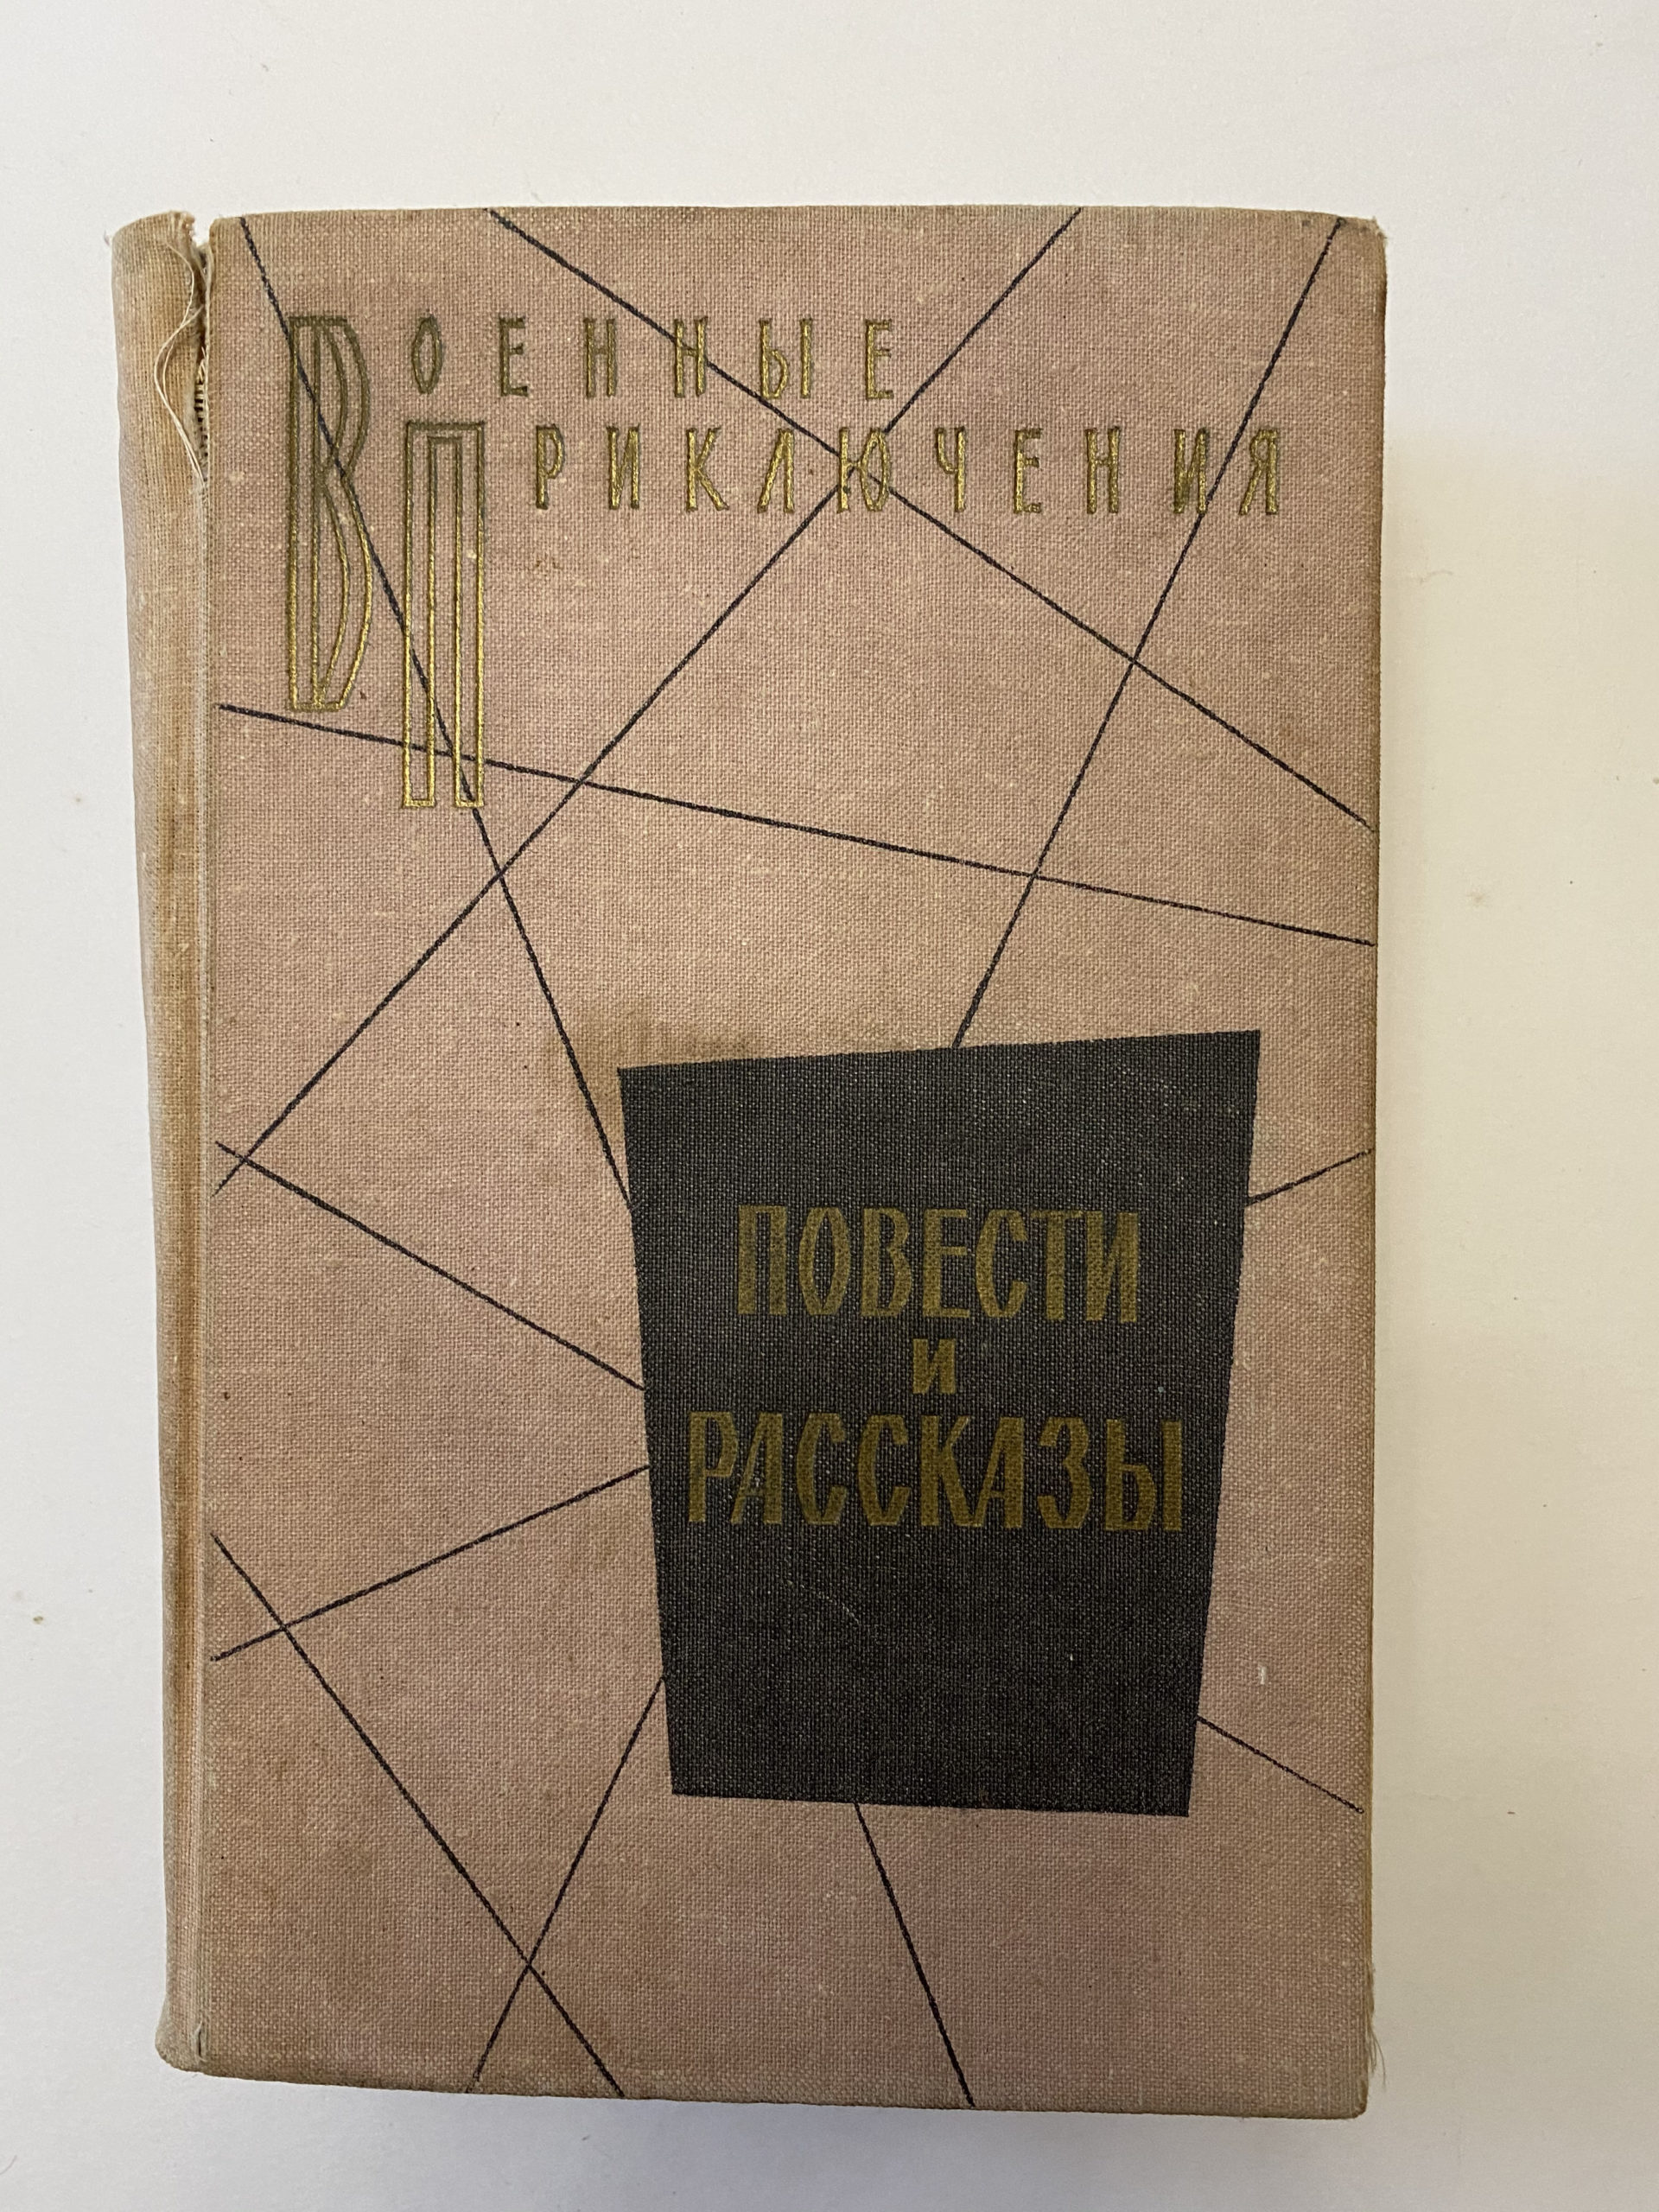 ВОЕННЫЕ
ПРИКЛЮЧЕНИЯ
ПОВЕСТИ
и
РАССКАЗЫ